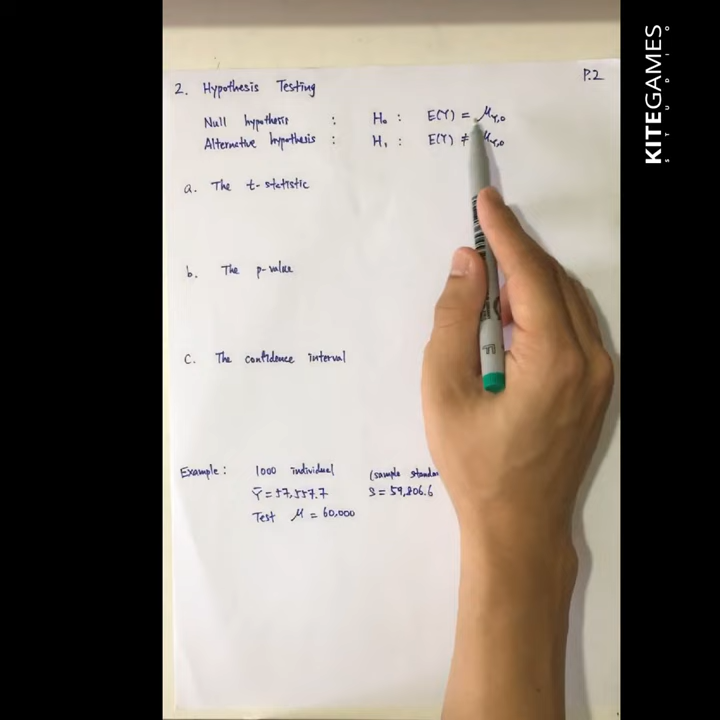 P.2
2. Hypothesis Testing
Null hypothesis : H₀ : E(Y) = μY,0
Alternative hypothesis : H₁ : E(Y) ≠ μY,0
a. The t-statistic
b. The p-value
c. The confidence interval
Example: 1000 individual (sample
Ȳ = 57,557.7 S = 59,806.6
Test μ = 60,000
KITEGAMES
STUDIO